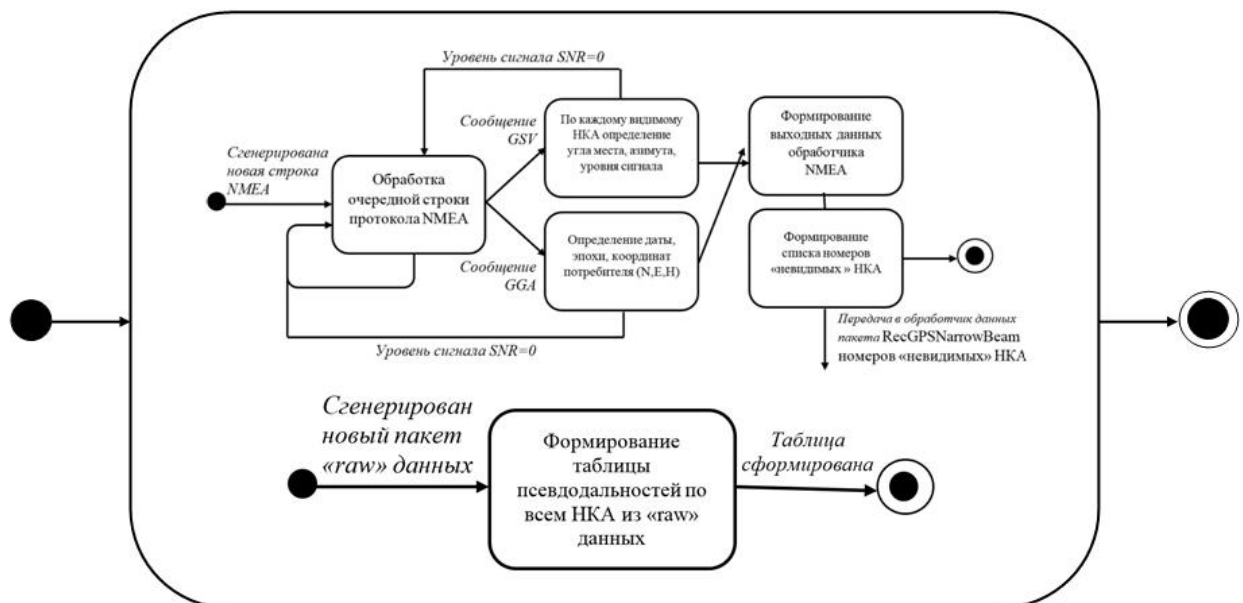 Уровень сигнала SNR=0
Сообщение
GSV
По каждому видимому
НКА определение
угла места, азимута,
уровня сигнала
Формирование
выходных данных
обработчика
NMEA
Сгенерирована
новая строка
NMEA
Обработка
очередной строки
протокола NMEA
Сообщение
GGA
Определение даты,
эпохи, координат
потребителя (N,E,H)
Формирование
списка номеров
«невидимых » НКА
Уровень сигнала SNR=0
Передача в обработчик данных
пакета RecGPSNarrowBeam
номеров «невидимых» НКА
Сгенерирован
новый пакет
«raw» данных
Формирование
таблицы
псевдодальностей по
всем НКА из «raw»
данных
Таблица
сформирована